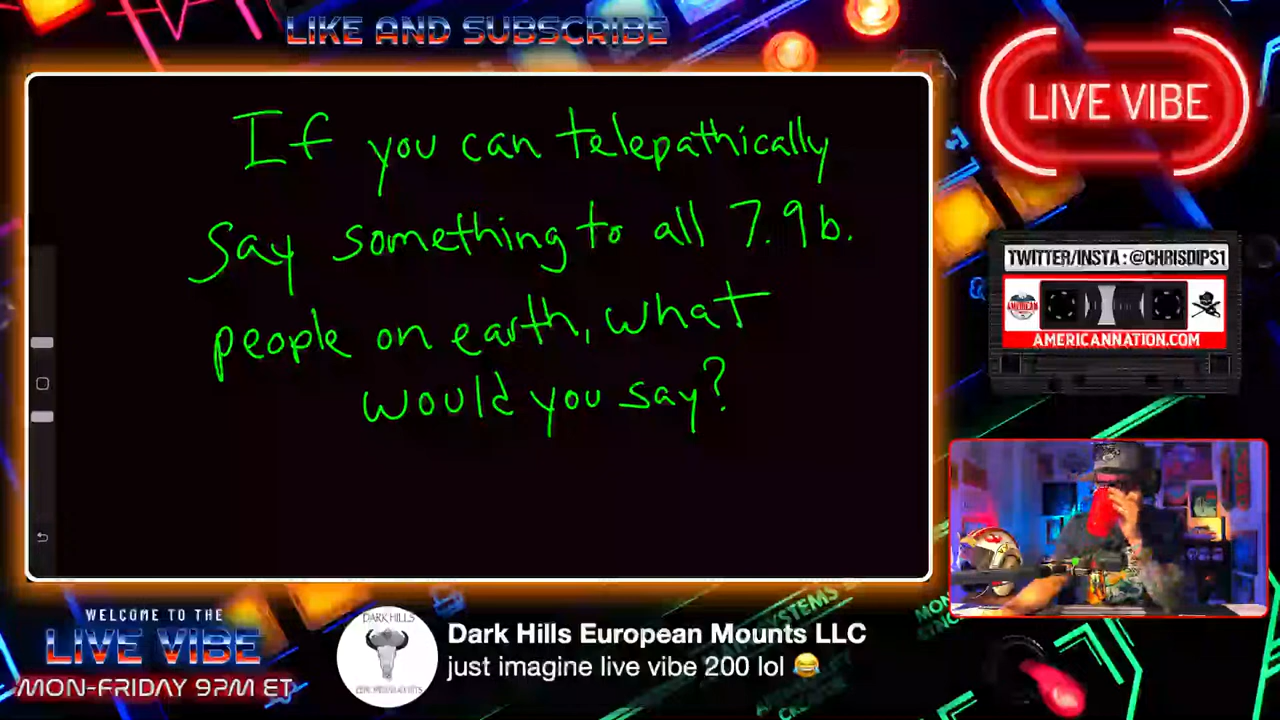 LIKE AND SUBSCRIBE
LIVE VIBE
If you can telepathically
say something to all 7.9 b.
people on earth, what
would you say?
TWITTER/INSTA : @CHRISDIPS1
AMERICANNATION.COM
WELCOME TO THE
LIVE VIBE
MON-FRIDAY 9PM ET
DARK HILLS
Dark Hills European Mounts LLC
just imagine live vibe 200 lol 😂
SYSTEMS